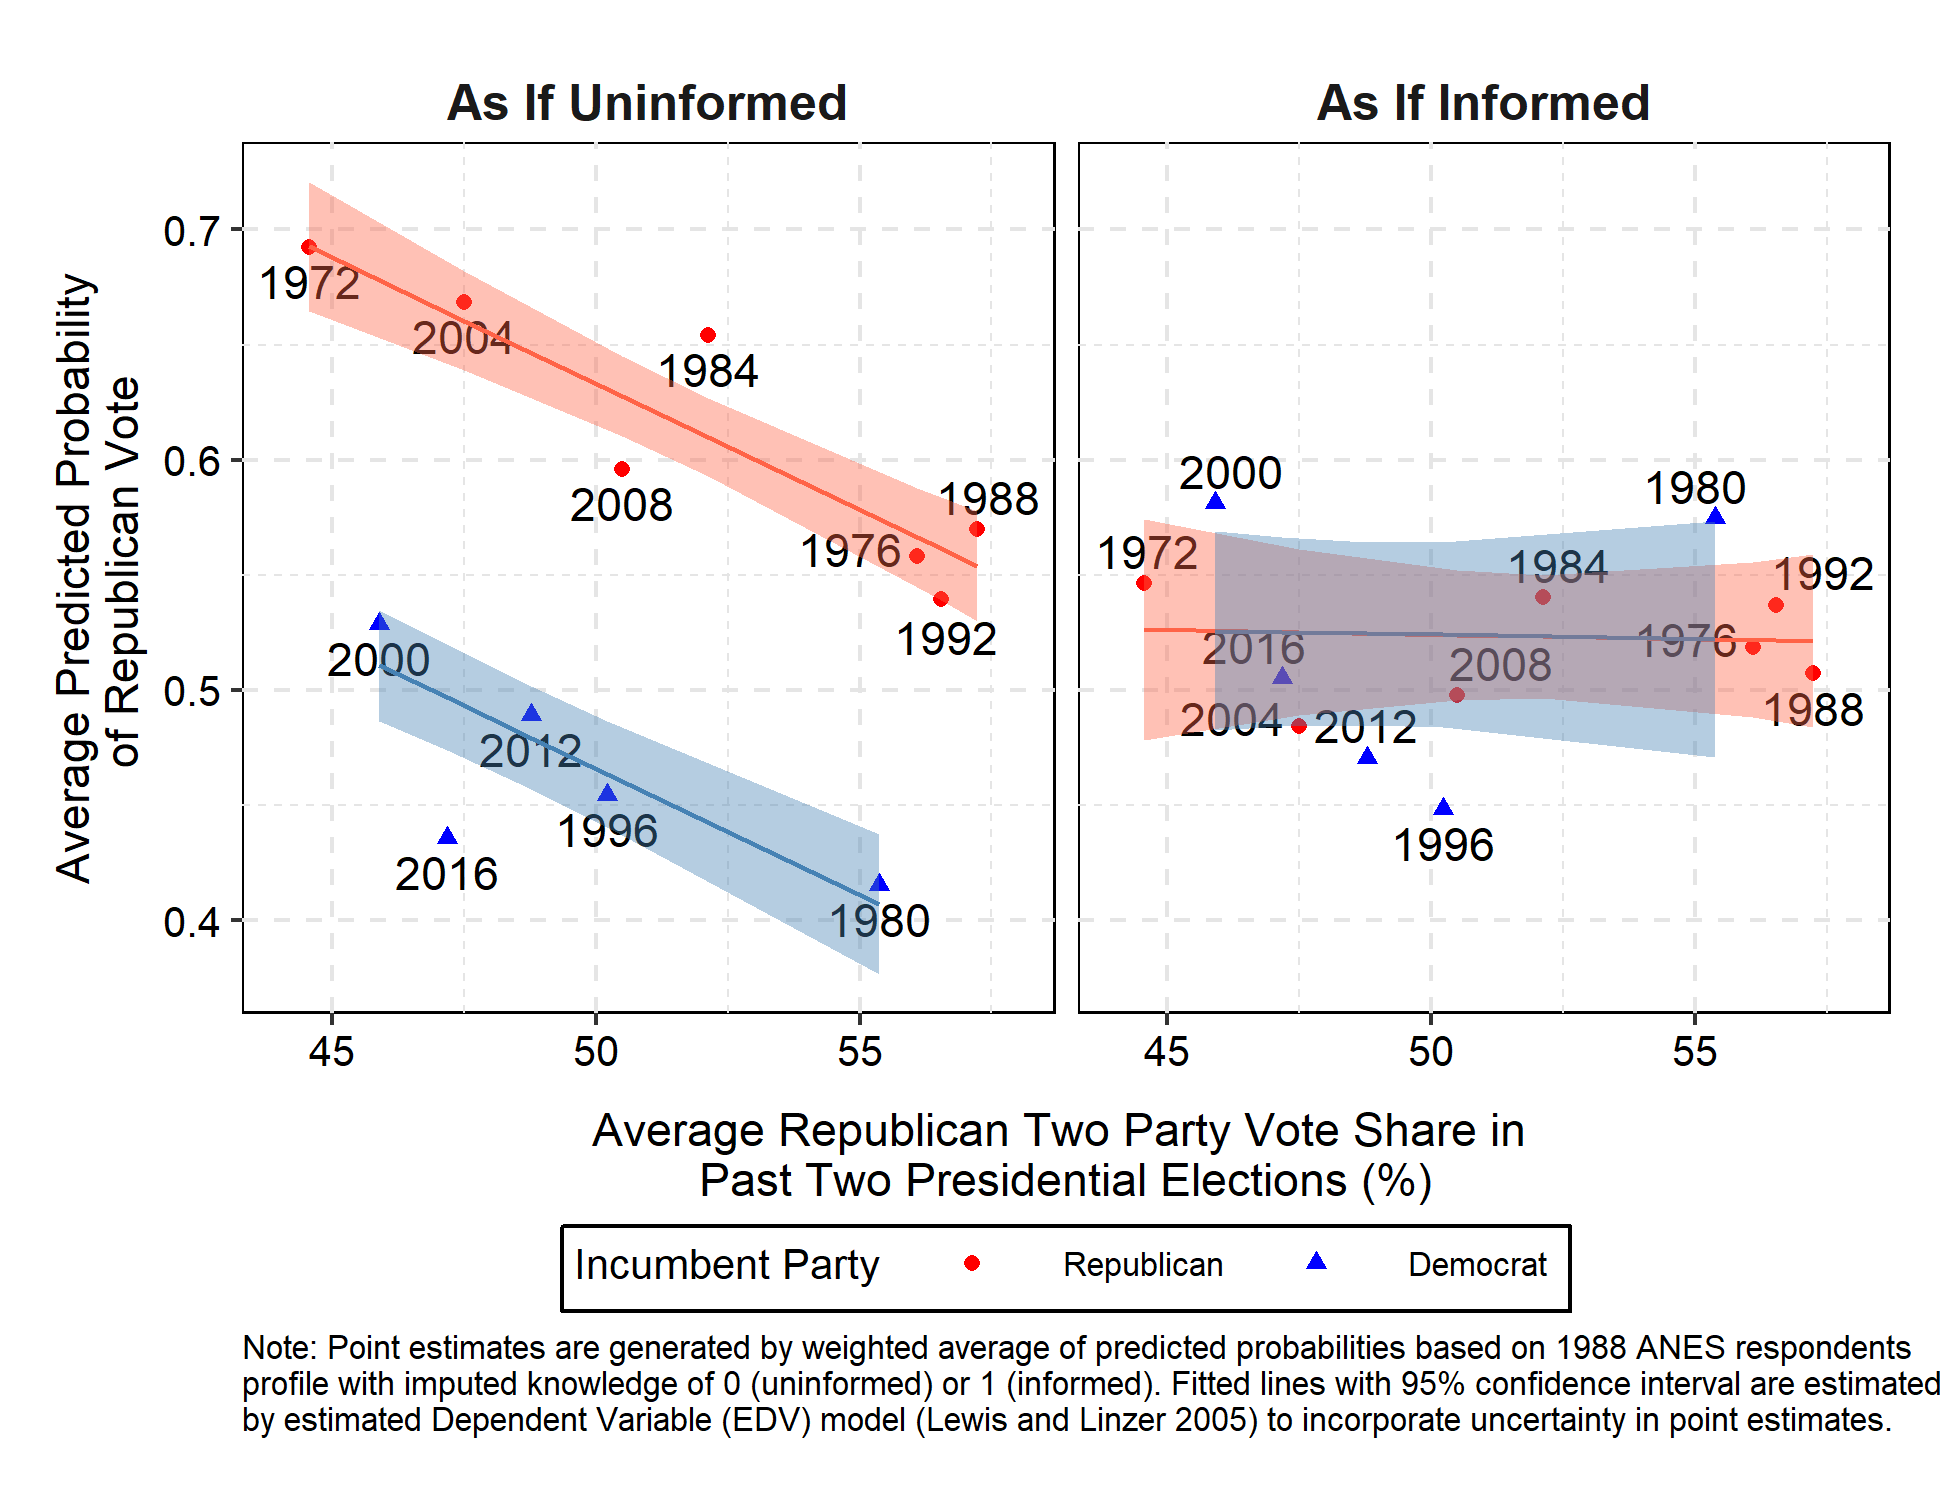 As If Uninformed
As If Informed
Average Predicted Probability
of Republican Vote
0.7
0.6
0.5
0.4
1972
2004
1984
2008
1988
1976
1992
2000
2012
1996
2016
1980
2000
1980
1972
1984
1992
2016
1976
2008
2004
2012
1988
1996
45
50
55
45
50
55
Average Republican Two Party Vote Share in
Past Two Presidential Elections (%)
Incumbent Party
Republican
Democrat
Note: Point estimates are generated by weighted average of predicted probabilities based on 1988 ANES respondents
profile with imputed knowledge of 0 (uninformed) or 1 (informed). Fitted lines with 95% confidence interval are estimated
by estimated Dependent Variable (EDV) model (Lewis and Linzer 2005) to incorporate uncertainty in point estimates.